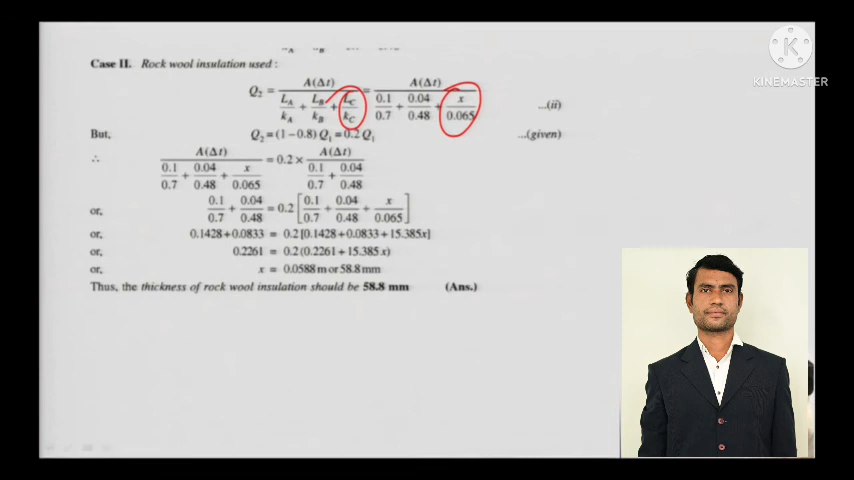 Case II. Rock wool insulation used :
Q₂ = A(Δt) / (L_A/k_A + L_B/k_B + L_C/k_C) = A(Δt) / (0.1/0.7 + 0.04/0.48 + x/0.065) ...(ii)
But, Q₂ = (1 – 0.8) Q₁ = 0.2 Q₁ ...(given)
∴ A(Δt) / (0.1/0.7 + 0.04/0.48 + x/0.065) = 0.2 × A(Δt) / (0.1/0.7 + 0.04/0.48)
or, 0.1/0.7 + 0.04/0.48 = 0.2 [0.1/0.7 + 0.04/0.48 + x/0.065]
or, 0.1428 + 0.0833 = 0.2 [0.1428 + 0.0833 + 15.385x]
or, 0.2261 = 0.2 (0.2261 + 15.385 x)
or, x = 0.0588 m or 58.8 mm
Thus, the thickness of rock wool insulation should be 58.8 mm (Ans.)
KINEMASTER